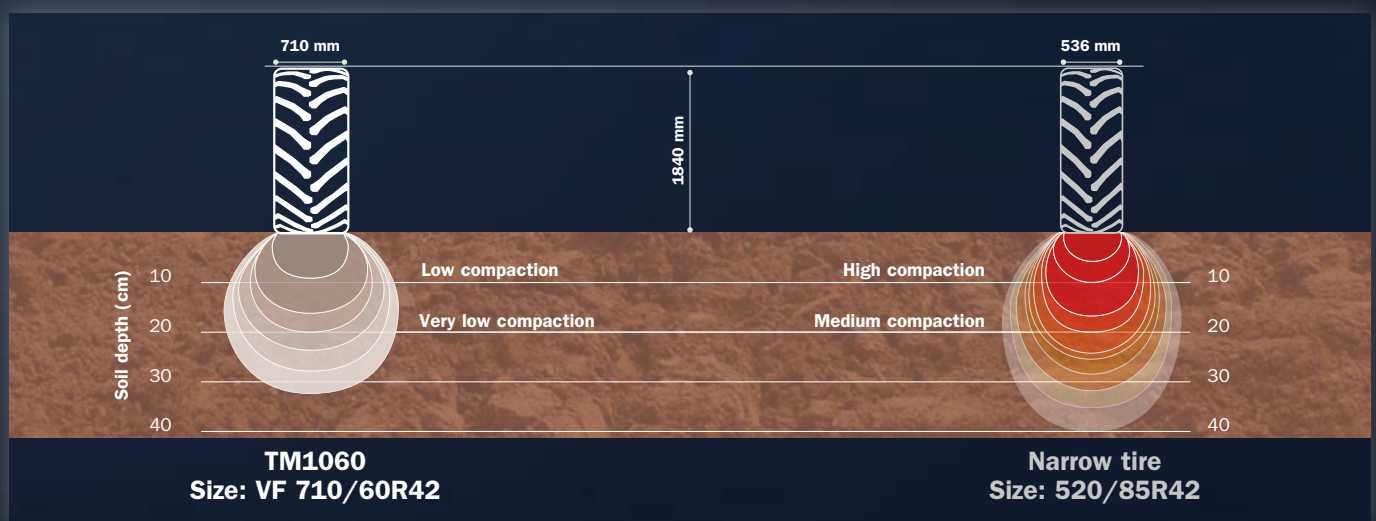 710 mm
536 mm
1840 mm
Soil depth (cm)
10
Low compaction
High compaction
10
20
Very low compaction
Medium compaction
20
30
30
40
40
TM1060
Size: VF 710/60R42
Narrow tire
Size: 520/85R42